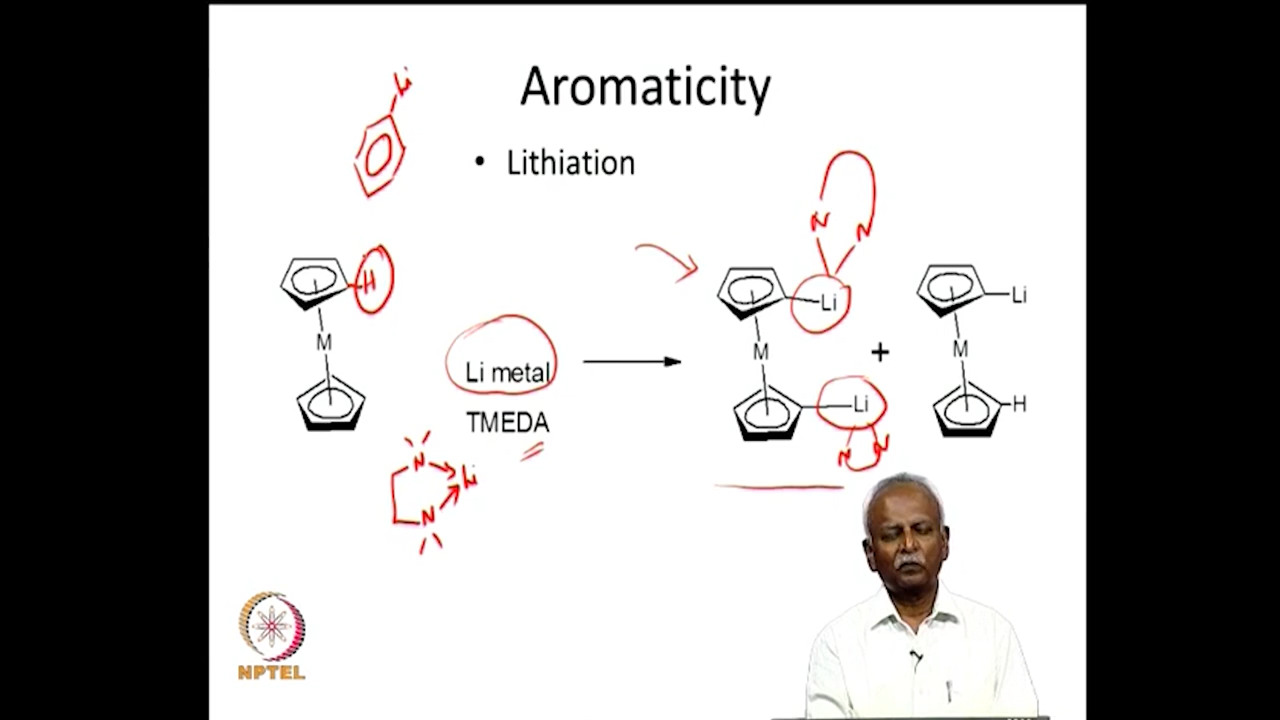 Aromaticity
Li
• Lithiation
N
N
H
Li
Li
M
M
+
M
Li metal
Li
H
TMEDA
N
N
N
Li
N
NPTEL